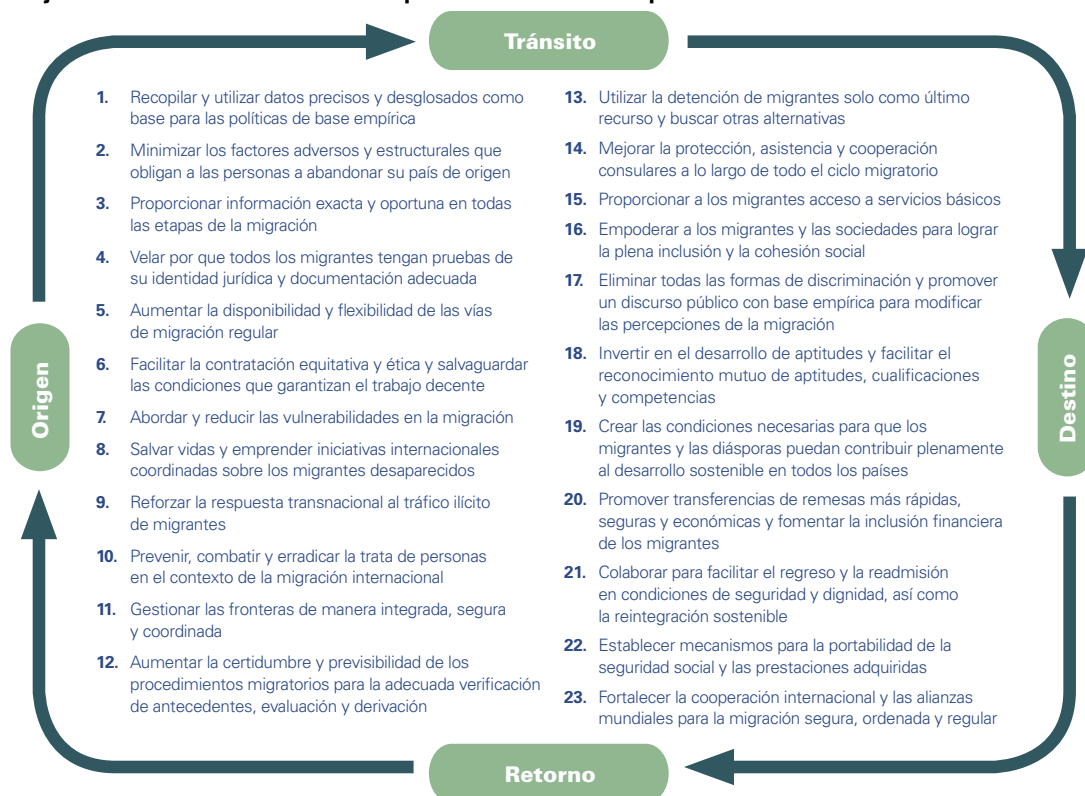 Tránsito
1. Recopilar y utilizar datos precisos y desglosados como
base para las políticas de base empírica
2. Minimizar los factores adversos y estructurales que
obligan a las personas a abandonar su país de origen
3. Proporcionar información exacta y oportuna en todas
las etapas de la migración
4. Velar por que todos los migrantes tengan pruebas de
su identidad jurídica y documentación adecuada
5. Aumentar la disponibilidad y flexibilidad de las vías
de migración regular
6. Facilitar la contratación equitativa y ética y salvaguardar
las condiciones que garantizan el trabajo decente
7. Abordar y reducir las vulnerabilidades en la migración
8. Salvar vidas y emprender iniciativas internacionales
coordinadas sobre los migrantes desaparecidos
9. Reforzar la respuesta transnacional al tráfico ilícito
de migrantes
10. Prevenir, combatir y erradicar la trata de personas
en el contexto de la migración internacional
11. Gestionar las fronteras de manera integrada, segura
y coordinada
12. Aumentar la certidumbre y previsibilidad de los
procedimientos migratorios para la adecuada verificación
de antecedentes, evaluación y derivación
13. Utilizar la detención de migrantes solo como último
recurso y buscar otras alternativas
14. Mejorar la protección, asistencia y cooperación
consulares a lo largo de todo el ciclo migratorio
15. Proporcionar a los migrantes acceso a servicios básicos
16. Empoderar a los migrantes y las sociedades para lograr
la plena inclusión y la cohesión social
17. Eliminar todas las formas de discriminación y promover
un discurso público con base empírica para modificar
las percepciones de la migración
18. Invertir en el desarrollo de aptitudes y facilitar el
reconocimiento mutuo de aptitudes, cualificaciones
y competencias
19. Crear las condiciones necesarias para que los
migrantes y las diásporas puedan contribuir plenamente
al desarrollo sostenible en todos los países
20. Promover transferencias de remesas más rápidas,
seguras y económicas y fomentar la inclusión financiera
de los migrantes
21. Colaborar para facilitar el regreso y la readmisión
en condiciones de seguridad y dignidad, así como
la reintegración sostenible
22. Establecer mecanismos para la portabilidad de la
seguridad social y las prestaciones adquiridas
23. Fortalecer la cooperación internacional y las alianzas
mundiales para la migración segura, ordenada y regular
Origen
Destino
Retorno